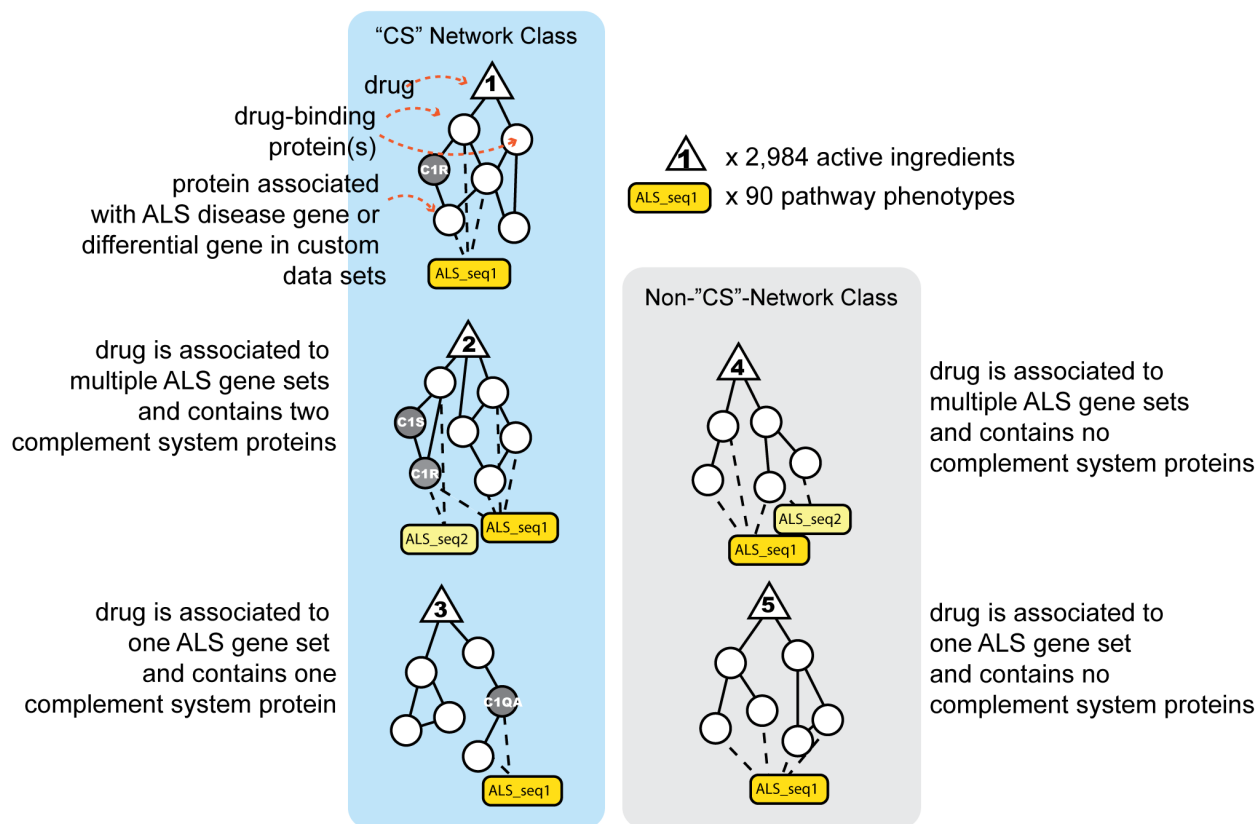 “CS” Network Class
drug
1
drug-binding
protein(s)
C1R
protein associated
with ALS disease gene or
differential gene in custom
data sets
ALS_seq1
1
x 2,984 active ingredients
ALS_seq1
x 90 pathway phenotypes
drug is associated to
multiple ALS gene sets
and contains two
complement system proteins
2
C1S
C1R
ALS_seq2
ALS_seq1
drug is associated to
one ALS gene set
and contains one
complement system protein
3
C1QA
ALS_seq1
Non-”CS”-Network Class
4
ALS_seq2
ALS_seq1
drug is associated to
multiple ALS gene sets
and contains no
complement system proteins
5
ALS_seq1
drug is associated to
one ALS gene set
and contains no
complement system proteins